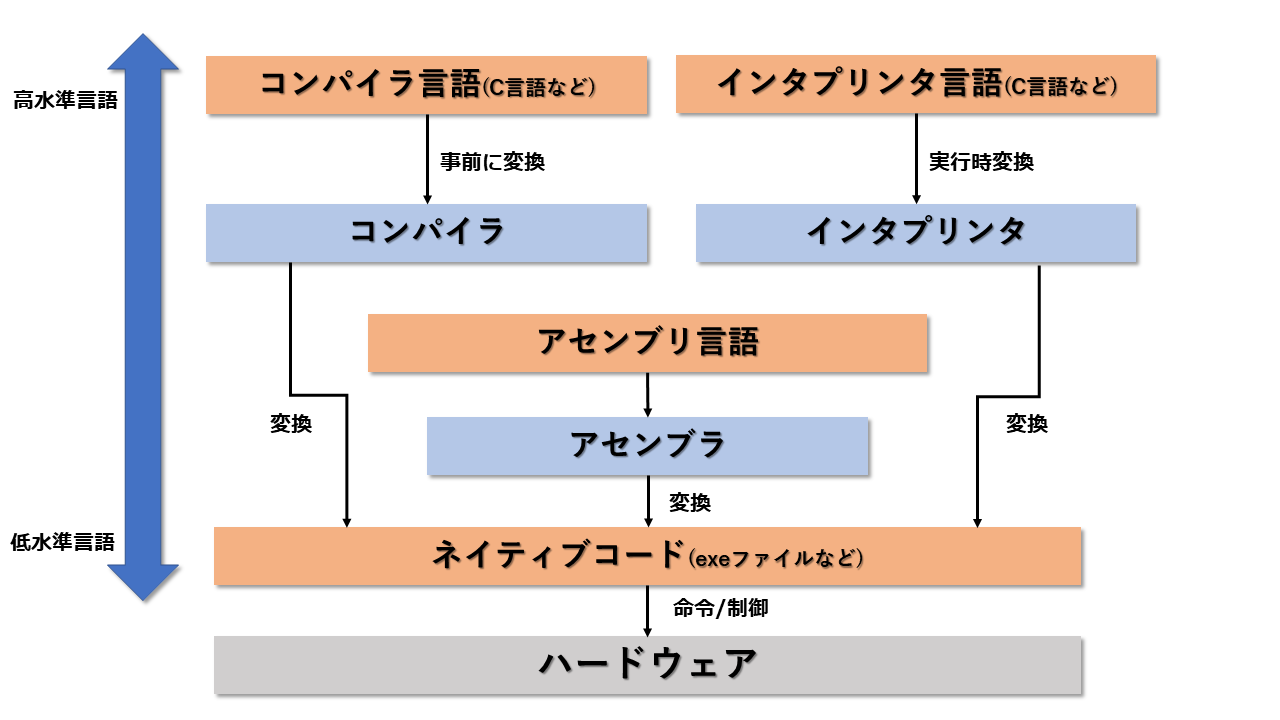 高水準言語
コンパイラ言語(C言語など)
インタプリンタ言語(C言語など)
事前に変換
実行時変換
コンパイラ
インタプリンタ
アセンブリ言語
変換
アセンブラ
変換
変換
低水準言語
ネイティブコード(exeファイルなど)
命令/制御
ハードウェア